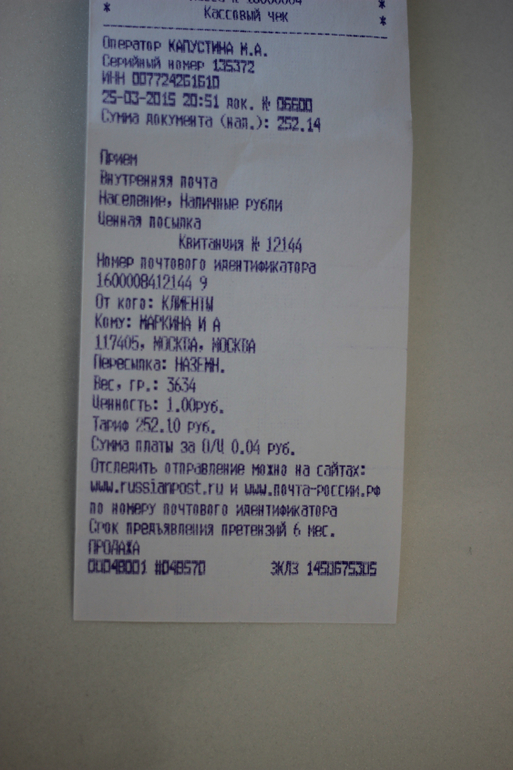 * Кассовый чек *
Оператор КАПУСТИНА М.А.
Серийный номер 135372
ИНН 007724261610
25-03-2015 20:51 док. № 06600
Сумма документа (нал.): 252.14
Прием
Внутренняя почта
Население, Наличные рубли
Ценная посылка
Квитанция № 12144
Номер почтового идентификатора
1600008412144 9
От кого: КЛИЕНТЫ
Кому: МАРКИНА И А
117405, МОСКВА, МОСКВА
Пересылка: НАЗЕМН.
Вес, гр.: 3634
Ценность: 1.00руб.
Тариф 252.10 руб.
Сумма платы за О/Ц 0.04 руб.
Отследить отправление можно на сайтах:
www.russianpost.ru и www.почта-россии.рф
по номеру почтового идентификатора
Срок предъявления претензий 6 мес.
ПРОДАЖА
00048001 #048570 ЭКЛЗ 1450675305